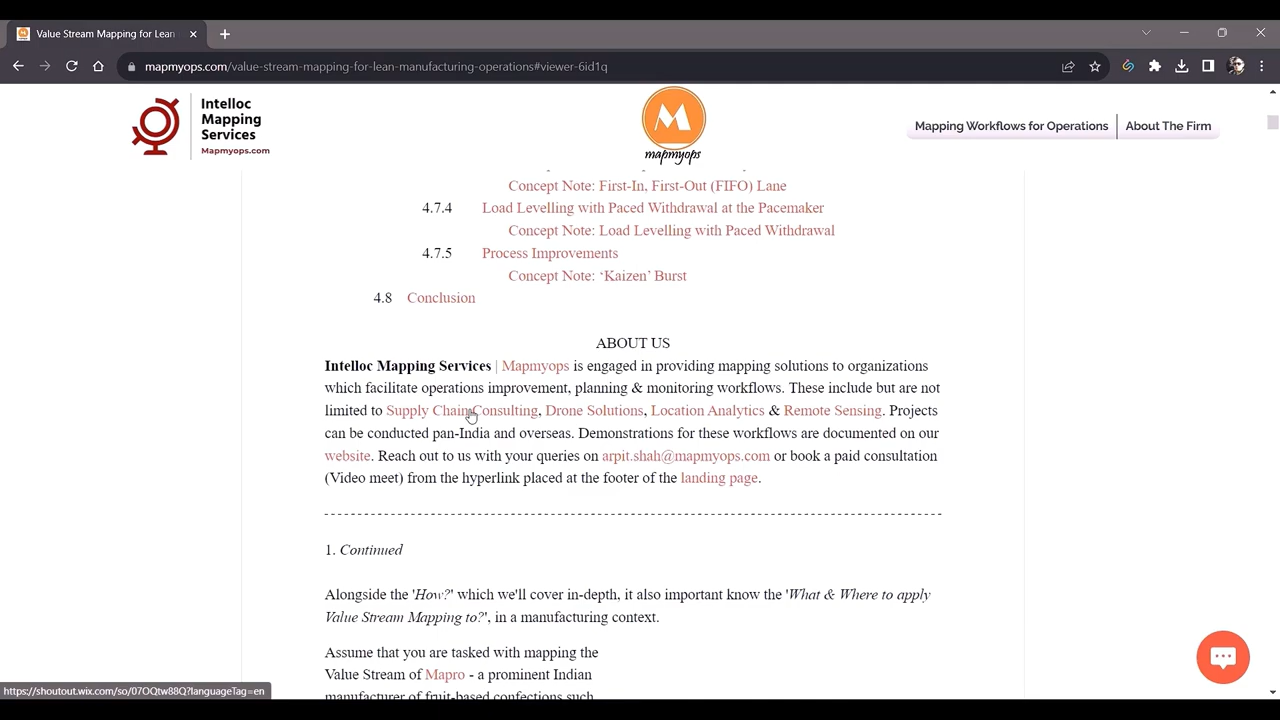 Value Stream Mapping for Lean
mapmyops.com/value-stream-mapping-for-lean-manufacturing-operations#viewer-6id1q
Intelloc
Mapping
Services
Mapmyops.com
M
mapmyops
Mapping Workflows for Operations
About The Firm
Concept Note: First-In, First-Out (FIFO) Lane
4.7.4 Load Levelling with Paced Withdrawal at the Pacemaker
Concept Note: Load Levelling with Paced Withdrawal
4.7.5 Process Improvements
Concept Note: ‘Kaizen’ Burst
4.8 Conclusion
ABOUT US
Intelloc Mapping Services | Mapmyops is engaged in providing mapping solutions to organizations
which facilitate operations improvement, planning & monitoring workflows. These include but are not
limited to Supply Chain Consulting, Drone Solutions, Location Analytics & Remote Sensing. Projects
can be conducted pan-India and overseas. Demonstrations for these workflows are documented on our
website. Reach out to us with your queries on arpit.shah@mapmyops.com or book a paid consultation
(Video meet) from the hyperlink placed at the footer of the landing page.
1. Continued
Alongside the 'How?' which we'll cover in-depth, it also important know the 'What & Where to apply
Value Stream Mapping to?', in a manufacturing context.
Assume that you are tasked with mapping the
Value Stream of Mapro - a prominent Indian
manufacturer of fruit-based confections such
https://shoutout.wix.com/so/07OQtw88Q?languageTag=en